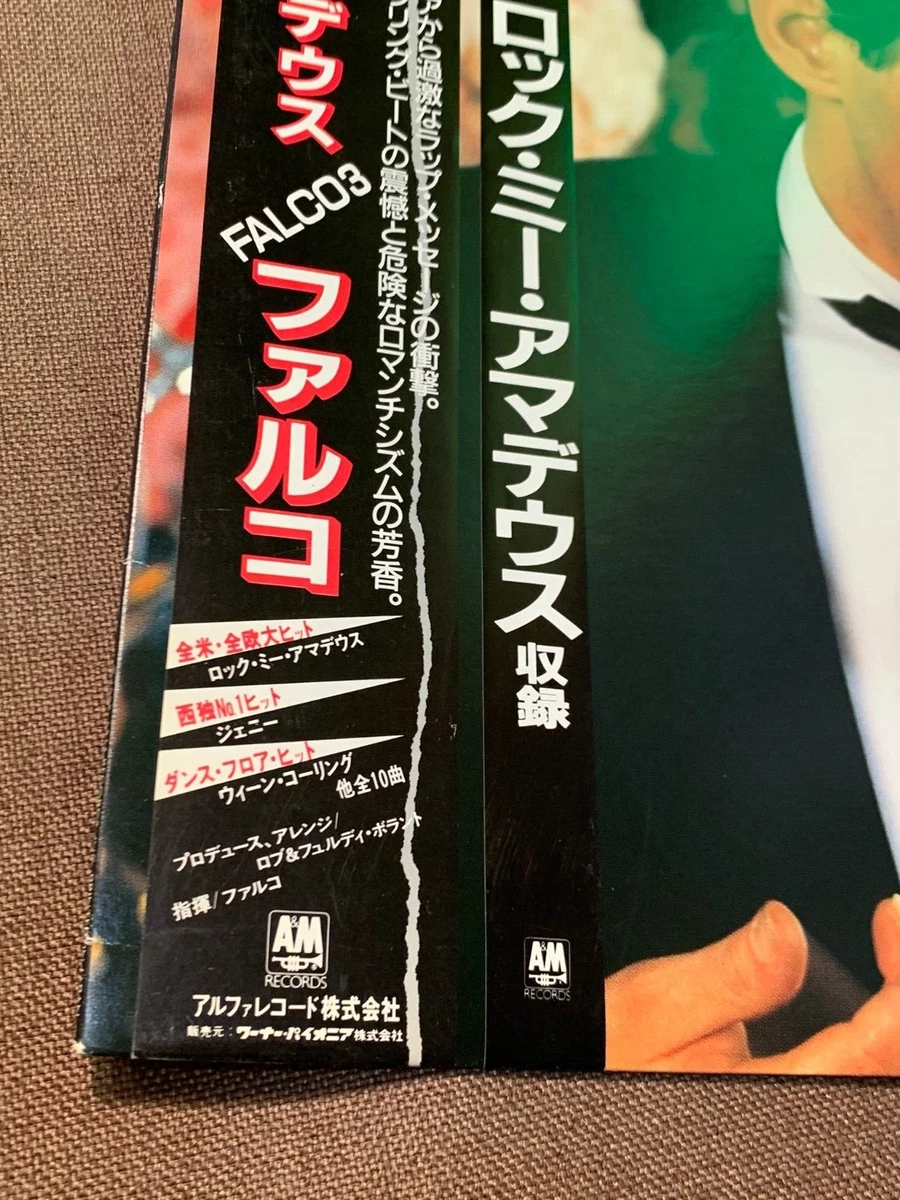 ロック・ミー・アマデウス
収録
A&M
RECORDS
アから過激なラップ・メッセージの衝撃。
リング・ビートの震憾と危険なロマンチシズムの芳香。
デウス
FALCO3
ファルコ
全米・全欧大ヒット
ロック・ミー・アマデウス
西独No.1ヒット
ジェニー
ダンス・フロア・ヒット
ウィーン・コーリング
他全10曲
プロデュース、アレンジ/
ロブ&フェルディ・ボラント
指揮/ファルコ
A&M
RECORDS
アルファレコード株式会社
販売元:ワーナー・パイオニア株式会社